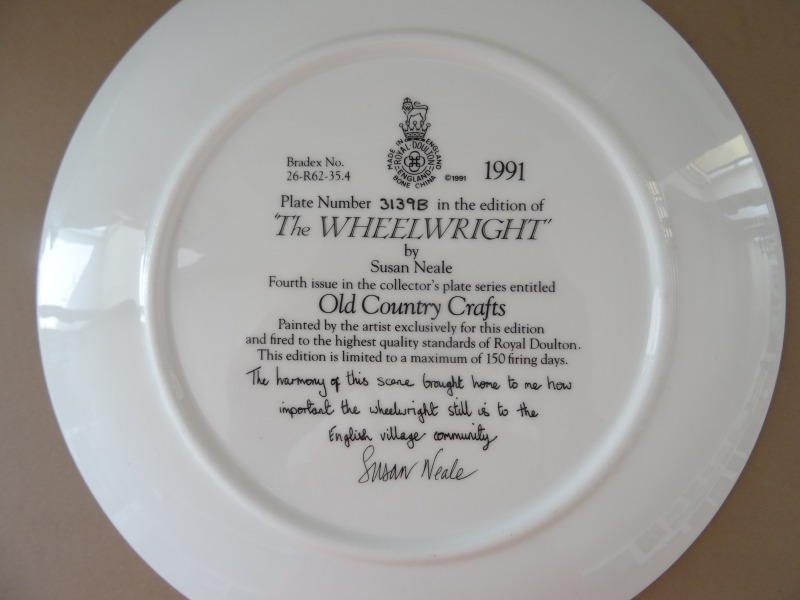 MADE IN ENGLAND
ROYAL DOULTON
ENGLAND
BONE CHINA
©1991
1991
Bradex No.
26-R62-35.4
Plate Number 3139B in the edition of
"The WHEELWRIGHT"
by
Susan Neale
Fourth issue in the collector's plate series entitled
Old Country Crafts
Painted by the artist exclusively for this edition
and fired to the highest quality standards of Royal Doulton.
This edition is limited to a maximum of 150 firing days.
The harmony of this scene brought home to me how
important the wheelwright still is to the
English village community
Susan Neale